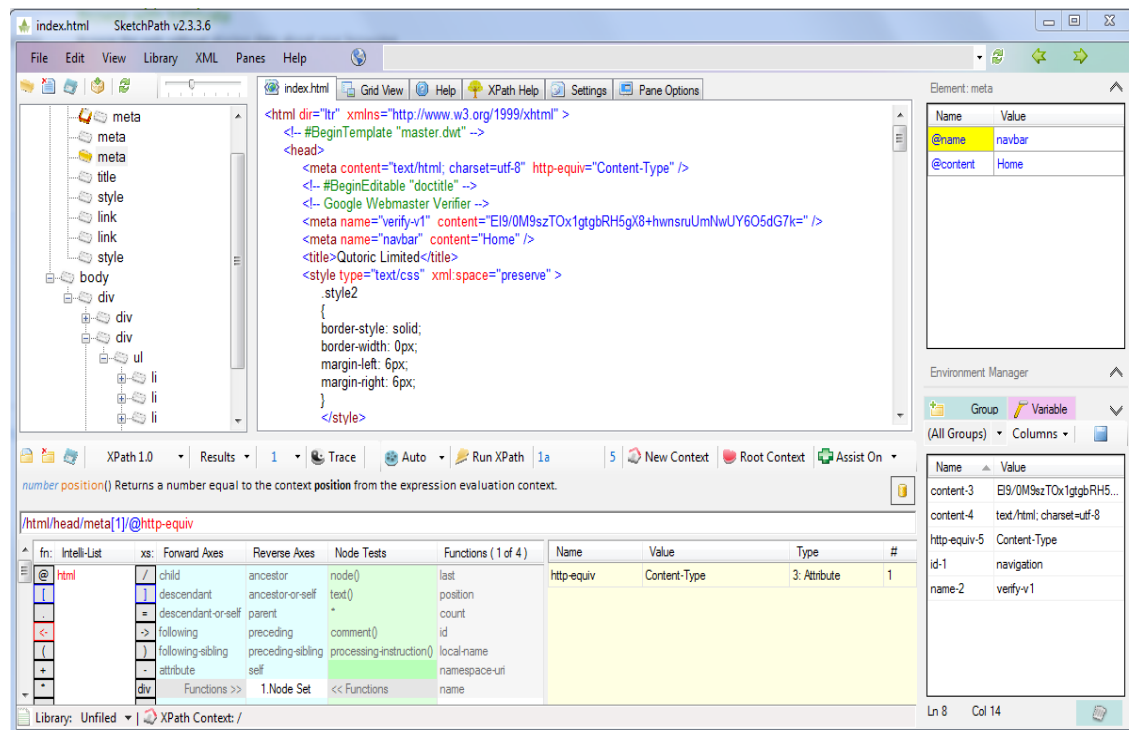 index.html SketchPath v2.3.3.6
File Edit View Library XML Panes Help
index.html Grid View Help XPath Help Settings Pane Options
meta
meta
meta
title
style
link
link
style
body
div
div
div
ul
li
li
li
<html dir="ltr" xmlns="http://www.w3.org/1999/xhtml" >
<!-- #BeginTemplate "master.dwt" -->
<head>
<meta content="text/html; charset=utf-8" http-equiv="Content-Type" />
<!-- #BeginEditable "doctitle" -->
<!-- Google Webmaster Verifier -->
<meta name="verify-v1" content="EI9/0M9szTOx1gtgbRH5gX8+hwnsruUmNwUY6O5dG7k=" />
<meta name="navbar" content="Home" />
<title>Qutoric Limited</title>
<style type="text/css" xml:space="preserve" >
.style2
{
border-style: solid;
border-width: 0px;
margin-left: 6px;
margin-right: 6px;
}
</style>
Element: meta
Name Value
@name navbar
@content Home
Environment Manager
Group Variable
(All Groups) Columns
Name Value
content-3 EI9/0M9szTOx1gtgbRH5...
content-4 text/html; charset=utf-8
http-equiv-5 Content-Type
id-1 navigation
name-2 verify-v1
Ln 8 Col 14
XPath 1.0 Results 1 Trace Auto Run XPath 1a 5 New Context Root Context Assist On
number position() Returns a number equal to the context position from the expression evaluation context.
/html/head/meta[1]/@http-equiv
fn: Intelli-List xs: Forward Axes Reverse Axes Node Tests Functions ( 1 of 4 )
@ html / child ancestor node() last
[ ] descendant ancestor-or-self text() position
. = descendant-or-self parent * count
<- -> following preceding comment() id
( ) following-sibling preceding-sibling processing-instruction() local-name
+ - attribute self namespace-uri
* div Functions >> 1.Node Set << Functions name
Name Value Type #
http-equiv Content-Type 3: Attribute 1
Library: Unfiled XPath Context: /